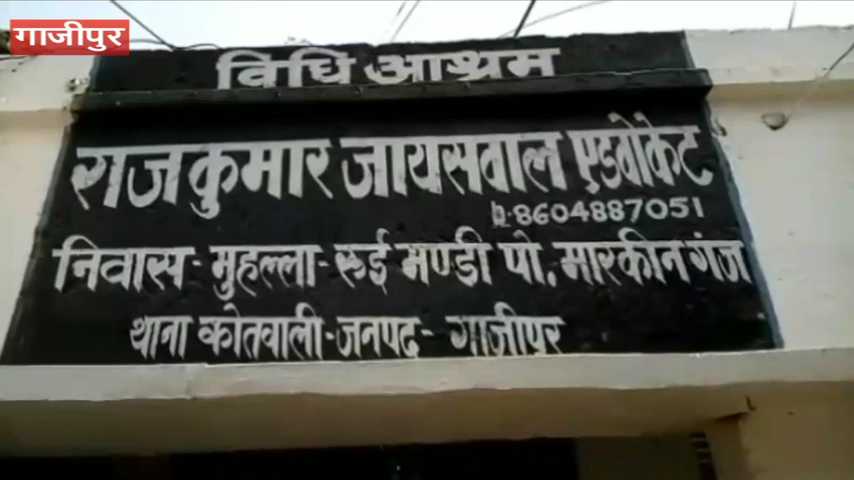 गाजीपुर
विधि आश्रम
राजकुमार जायसवाल एडवोकेट
8604887051
निवास-मुहल्ला-रुई मण्डी पो. मारकीन गंज
थाना कोतवाली-जनपद-गाजीपुर